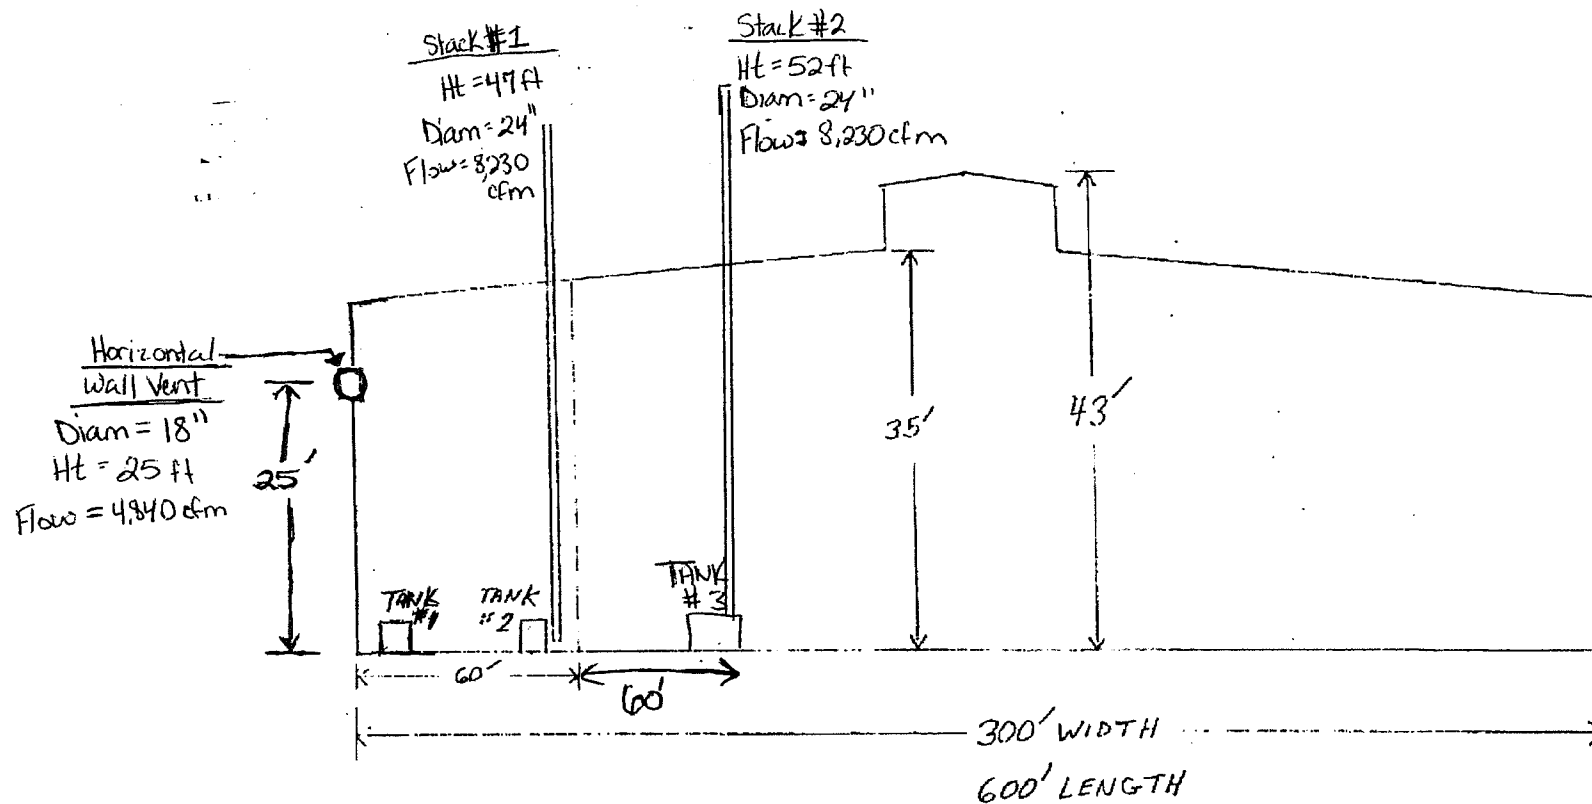 Stack #1
Ht = 47 ft
Diam = 24"
Flow = 8,230
cfm
Stack #2
Ht = 52 ft
Diam = 24"
Flow = 8,230 cfm
Horizontal
Wall Vent
Diam = 18"
Ht = 25 ft
Flow = 4,840 cfm
25'
35'
43'
TANK
#1
TANK
#2
TANK
#3
60'
60'
300' WIDTH
600' LENGTH